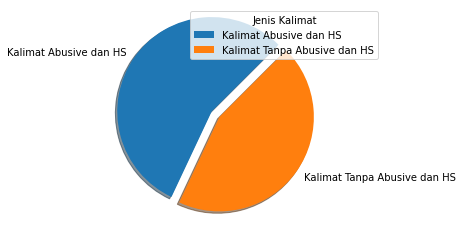 Jenis Kalimat
Kalimat Abusive dan HS
Kalimat Tanpa Abusive dan HS
Kalimat Abusive dan HS
Kalimat Tanpa Abusive dan HS